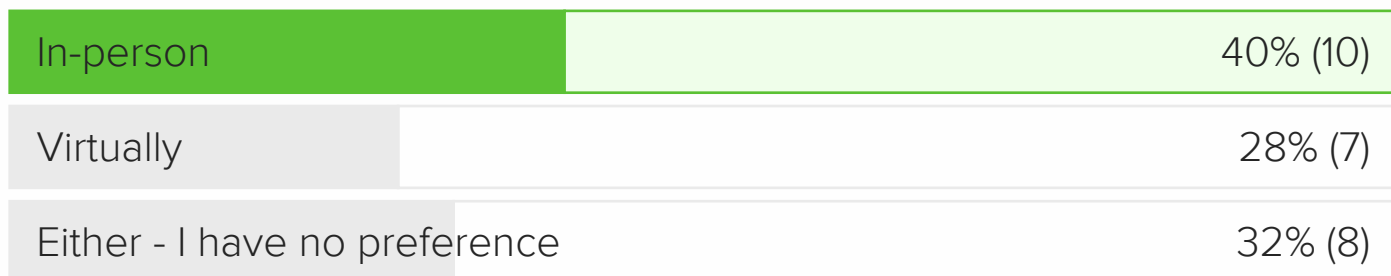 In-person 40% (10)
Virtually 28% (7)
Either - I have no preference 32% (8)